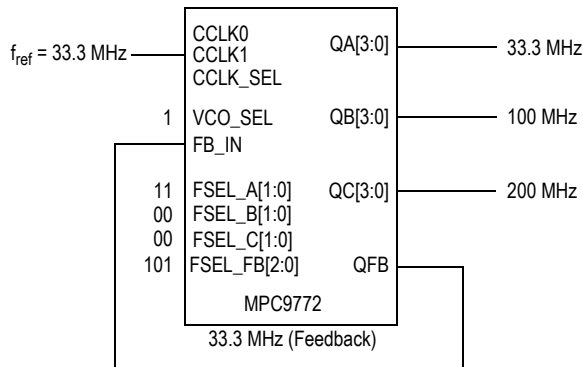 f_ref = 33.3 MHz
CCLK0
CCLK1
CCLK_SEL
QA[3:0]
33.3 MHz
1
VCO_SEL
QB[3:0]
100 MHz
FB_IN
11
FSEL_A[1:0]
QC[3:0]
200 MHz
00
FSEL_B[1:0]
00
FSEL_C[1:0]
101
FSEL_FB[2:0]
QFB
MPC9772
33.3 MHz (Feedback)